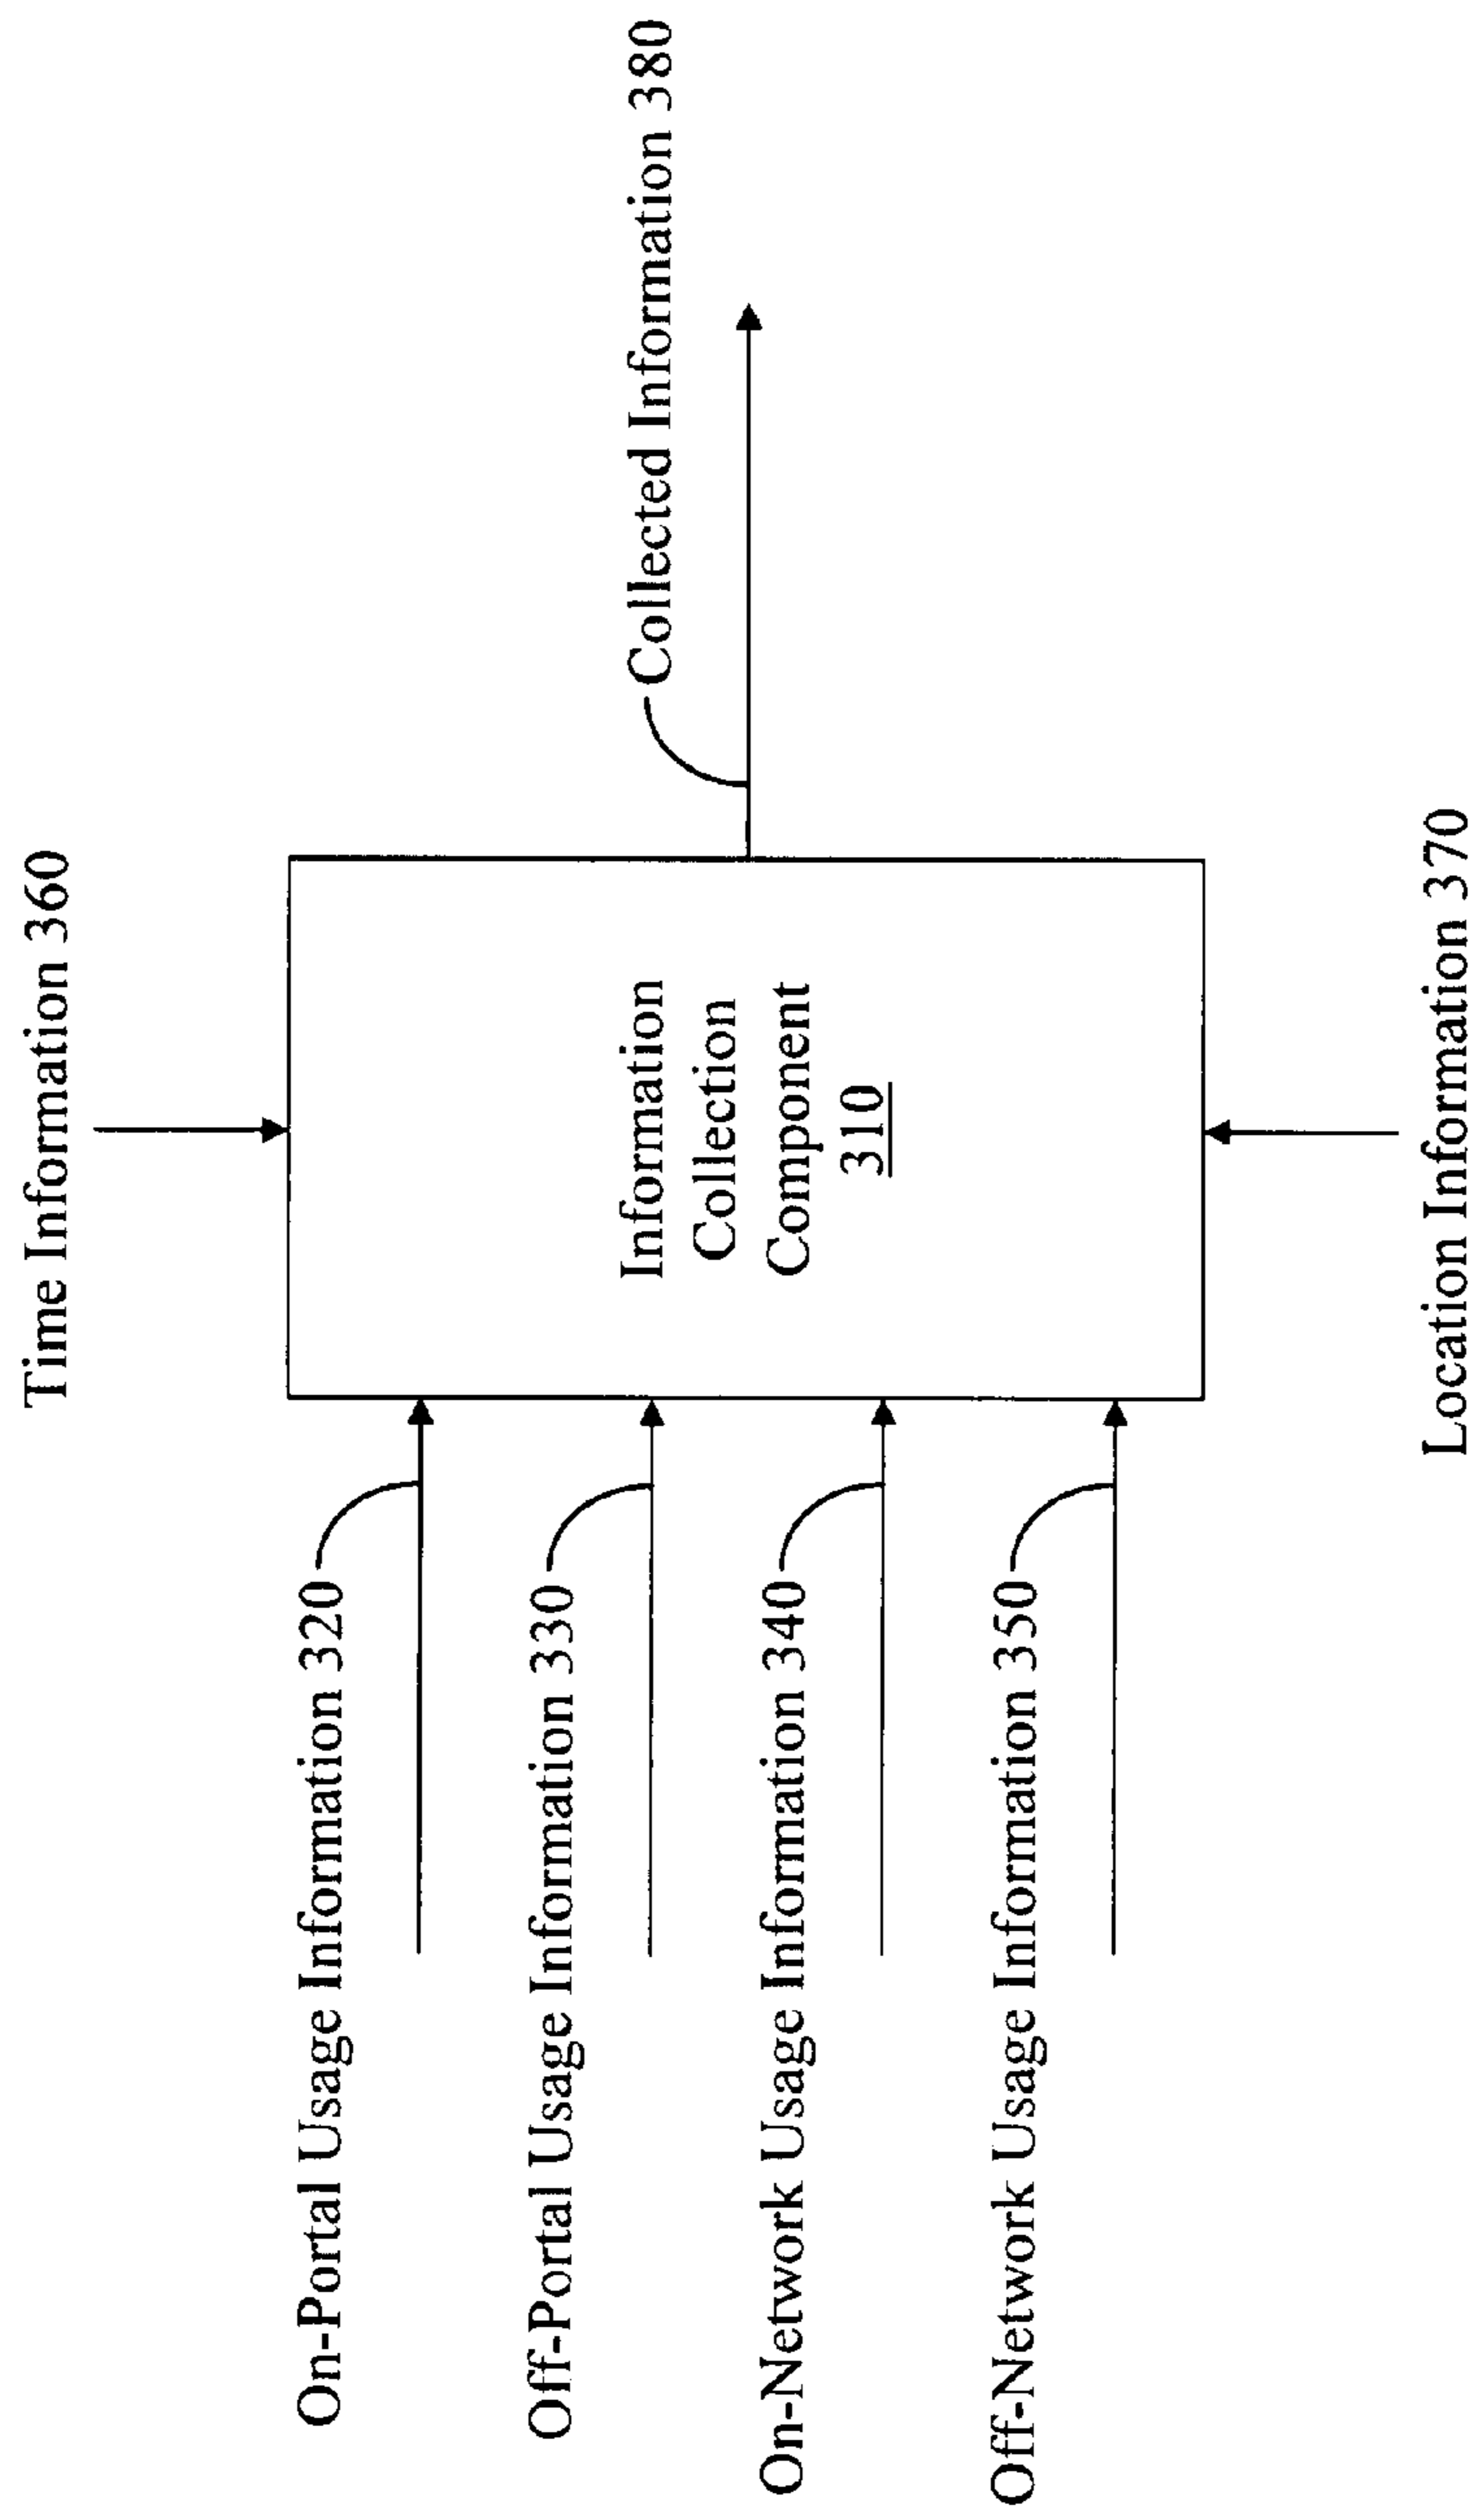 Time Information 360
On-Portal Usage Information 320
Off-Portal Usage Information 330
On-Network Usage Information 340
Off-Network Usage Information 350
Information
Collection
Component
310
Collected Information 380
Location Information 370